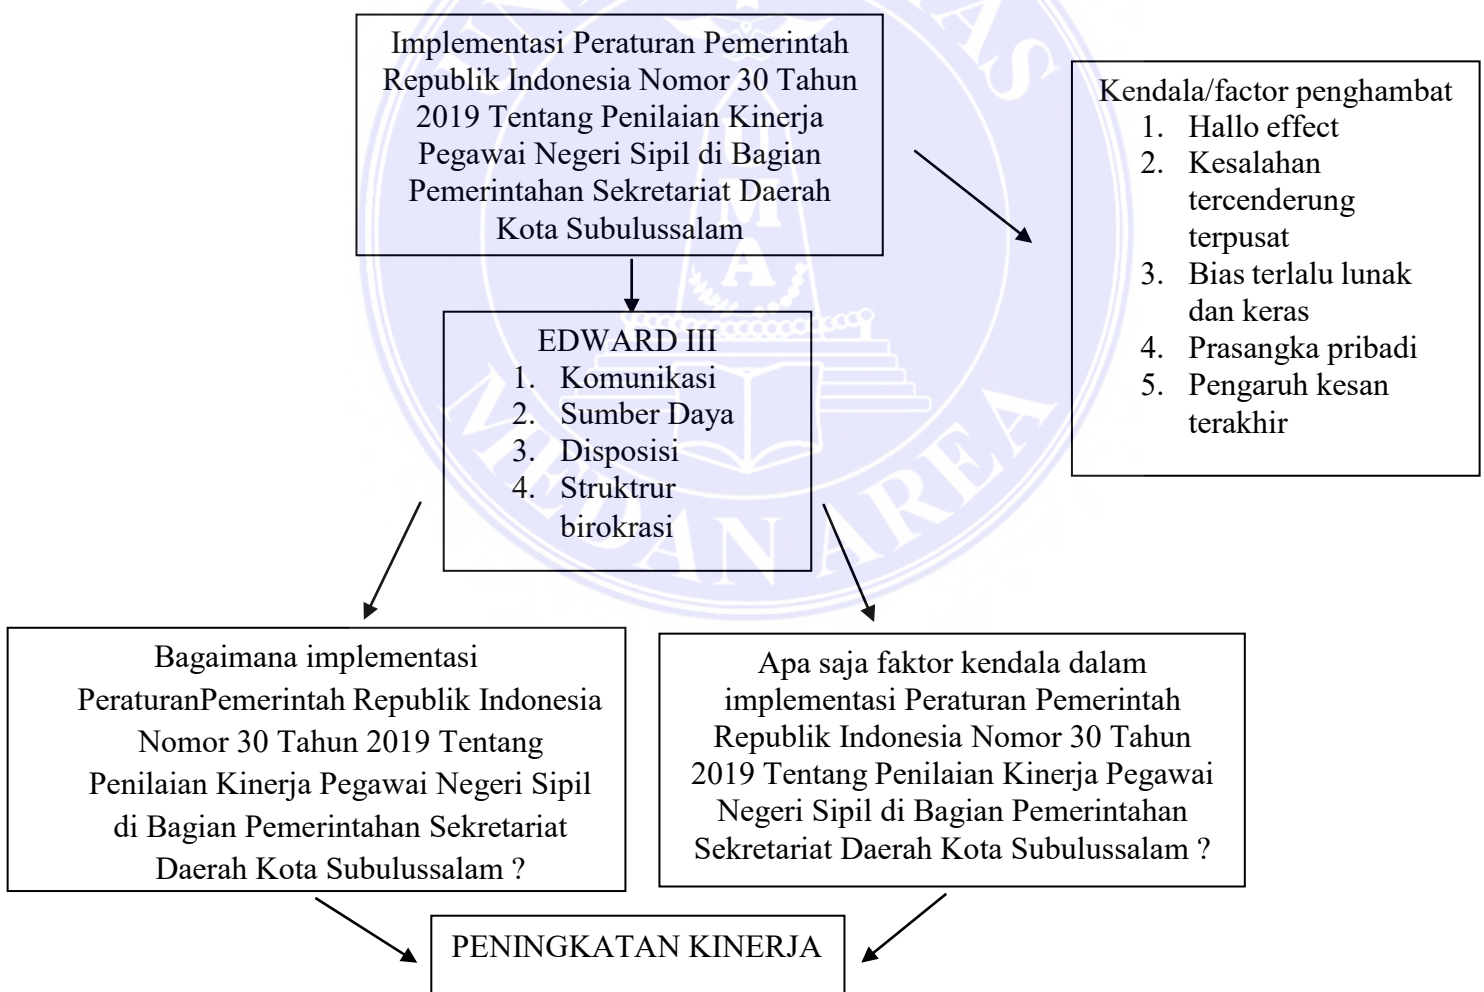 Implementasi Peraturan Pemerintah
Republik Indonesia Nomor 30 Tahun
2019 Tentang Penilaian Kinerja
Pegawai Negeri Sipil di Bagian
Pemerintahan Sekretariat Daerah
Kota Subulussalam
Kendala/factor penghambat
1. Hallo effect
2. Kesalahan
tercenderung
terpusat
3. Bias terlalu lunak
dan keras
4. Prasangka pribadi
5. Pengaruh kesan
terakhir
EDWARD III
1. Komunikasi
2. Sumber Daya
3. Disposisi
4. Struktrur
birokrasi
Bagaimana implementasi
PeraturanPemerintah Republik Indonesia
Nomor 30 Tahun 2019 Tentang
Penilaian Kinerja Pegawai Negeri Sipil
di Bagian Pemerintahan Sekretariat
Daerah Kota Subulussalam ?
Apa saja faktor kendala dalam
implementasi Peraturan Pemerintah
Republik Indonesia Nomor 30 Tahun
2019 Tentang Penilaian Kinerja Pegawai
Negeri Sipil di Bagian Pemerintahan
Sekretariat Daerah Kota Subulussalam ?
PENINGKATAN KINERJA
MEDAN AREA